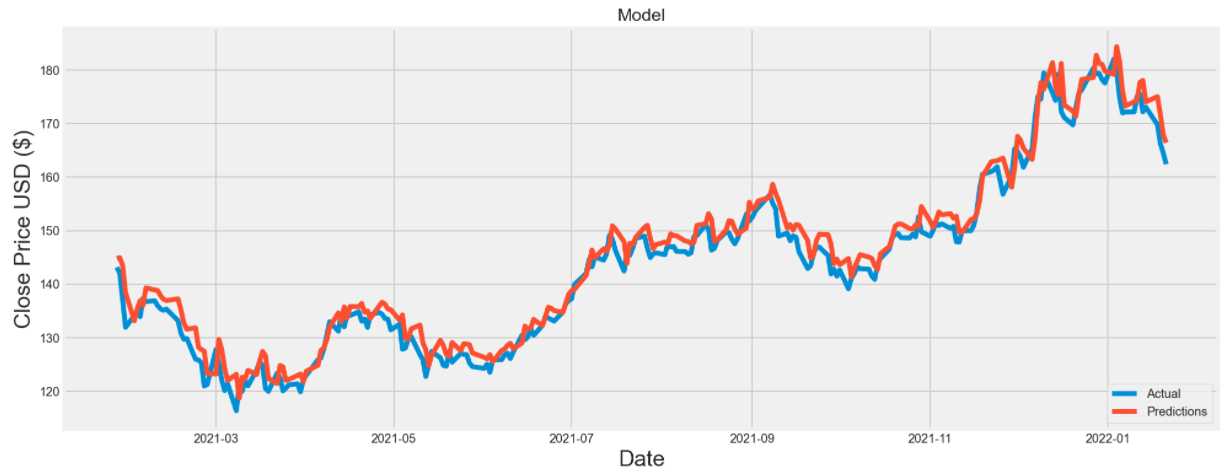 Model
Close Price USD ($)
180
170
160
150
140
130
120
2021-03
2021-05
2021-07
2021-09
2021-11
2022-01
Date
Actual
Predictions